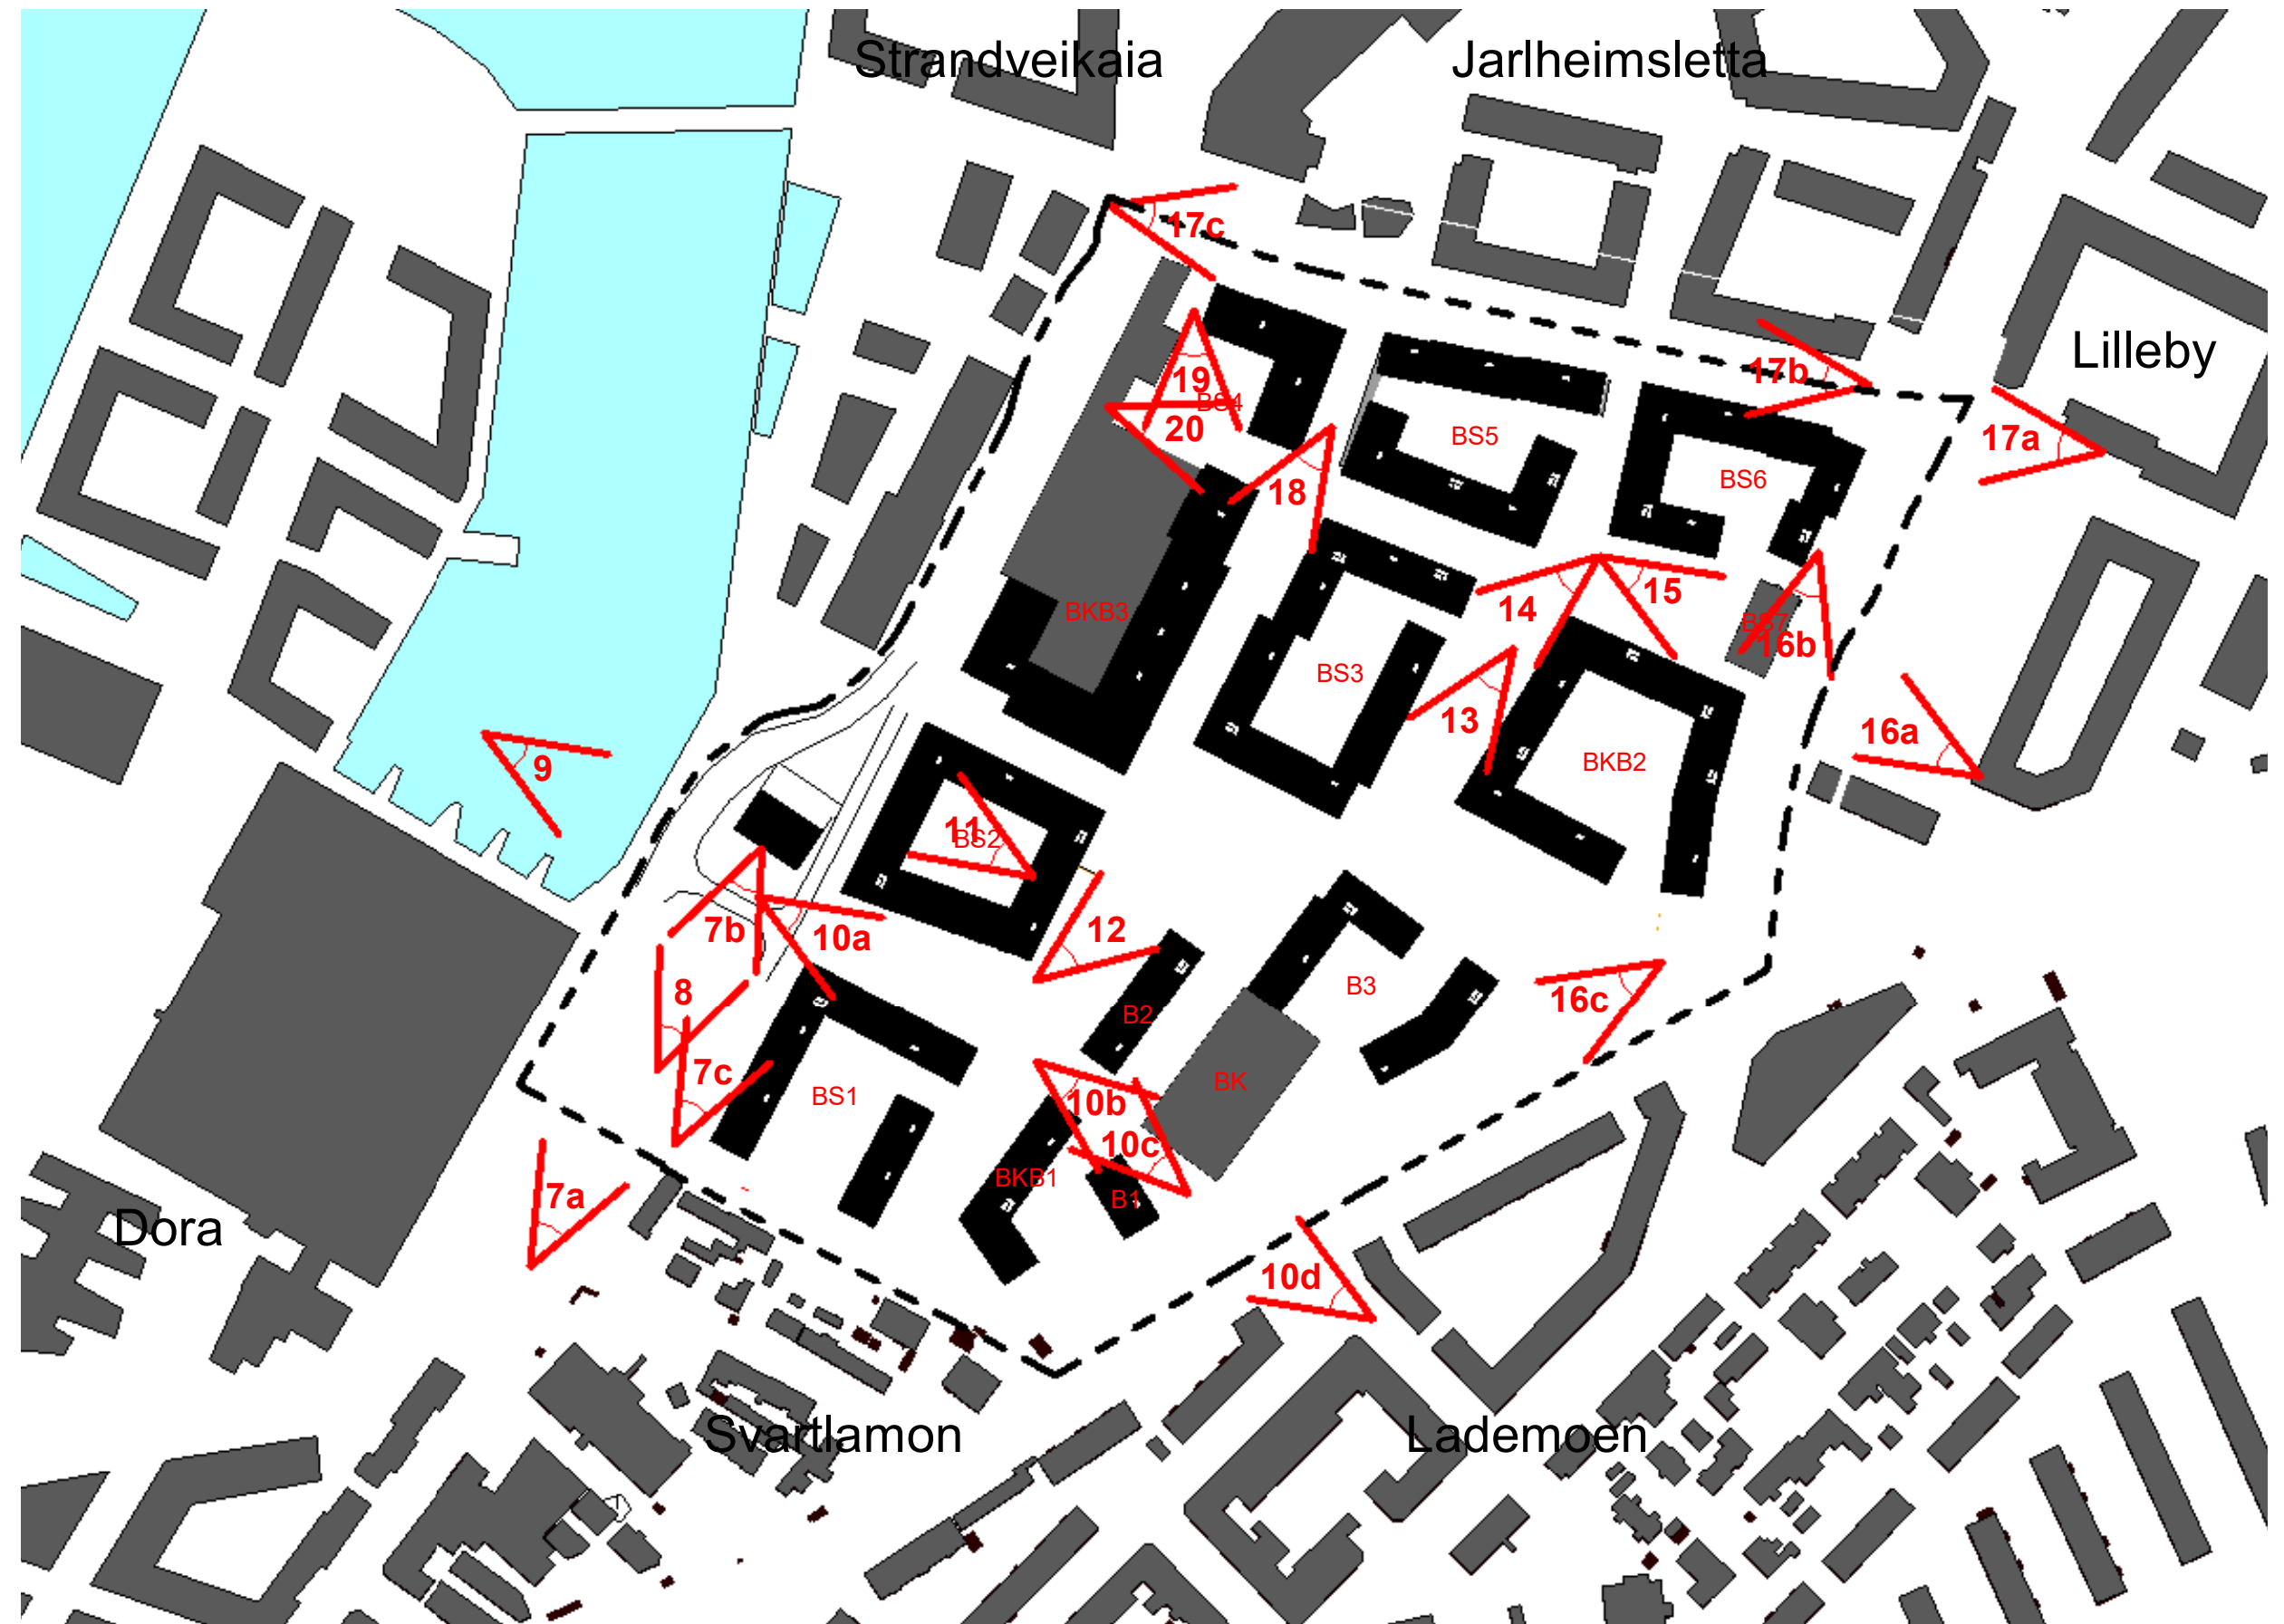 Strandveikaia
Jarlheimsletta
17c
Lilleby
17b
19
BS4
20
BS5
17a
18
BS6
15
14
BKB3
BS7
16b
BS3
13
16a
9
BKB2
11
BS2
7b
10a
12
8
B3
16c
B2
7c
BK
BS1
10b
10c
BKB1
7a
B1
Dora
10d
Svartlamon
Lademoen